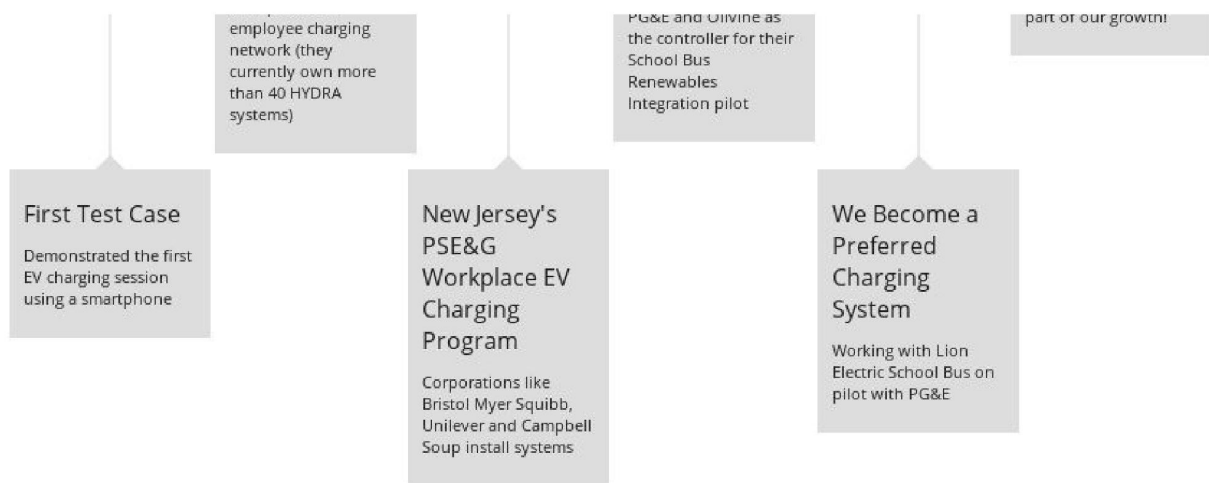 employee charging
network (they
currently own more
than 40 HYDRA
systems)
PG&E and Olivine as
the controller for their
School Bus
Renewables
Integration pilot
part of our growth!
First Test Case
Demonstrated the first
EV charging session
using a smartphone
New Jersey's
PSE&G
Workplace EV
Charging
Program
Corporations like
Bristol Myer Squibb,
Unilever and Campbell
Soup install systems
We Become a
Preferred
Charging
System
Working with Lion
Electric School Bus on
pilot with PG&E